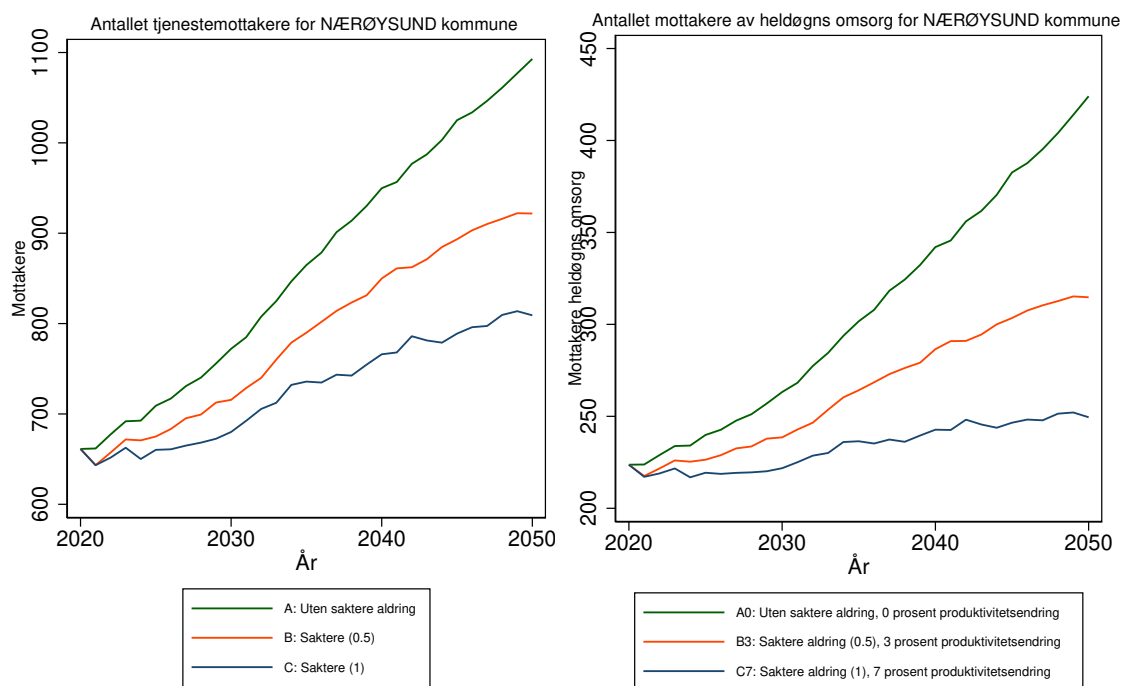 Antallet tjenestemottakere for NÆRØYSUND kommune
1100
1000
900
800
700
600
Mottakere
2020 2030 2040 2050
År
A: Uten saktere aldring
B: Saktere (0.5)
C: Saktere (1)
Antallet mottakere av heldøgns omsorg for NÆRØYSUND kommune
450
400
350
300
250
200
Mottakere heldøgns omsorg
2020 2030 2040 2050
År
A0: Uten saktere aldring, 0 prosent produktivitetsendring
B3: Saktere aldring (0.5), 3 prosent produktivitetsendring
C7: Saktere aldring (1), 7 prosent produktivitetsendring